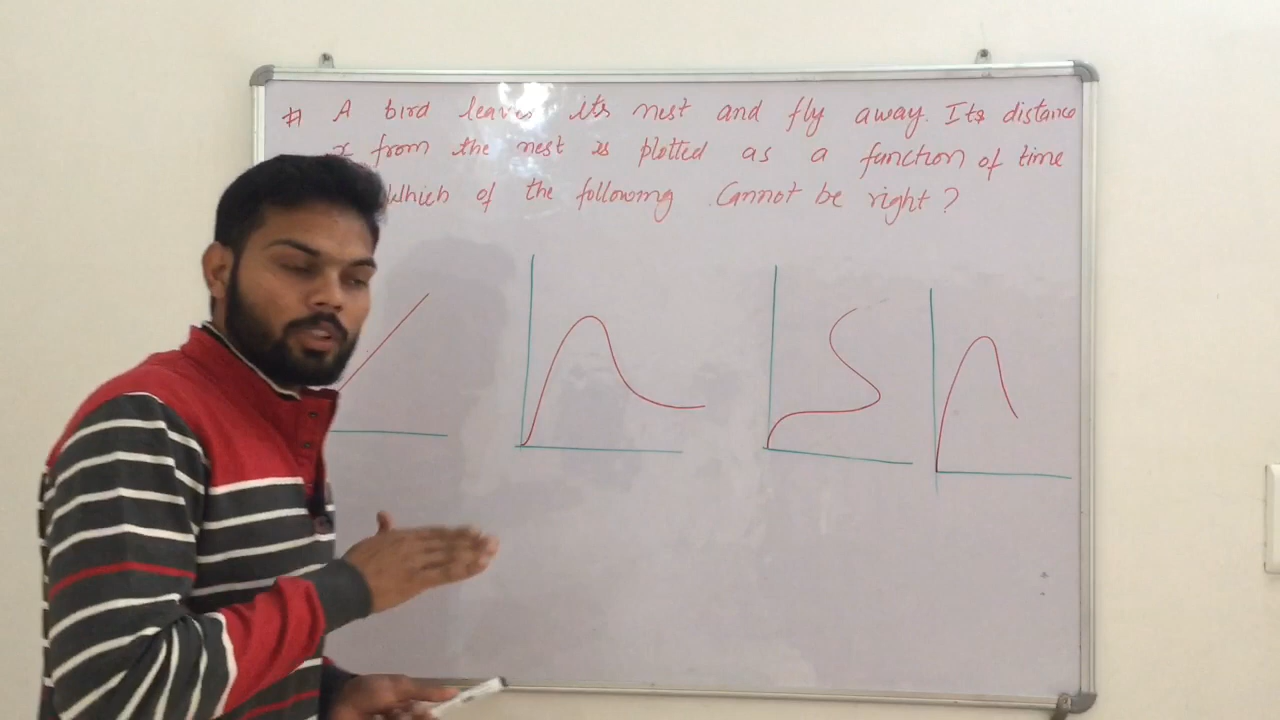 # A bird leaves its nest and fly away. Its distance
x from the nest is plotted as a function of time
Which of the following Cannot be right?